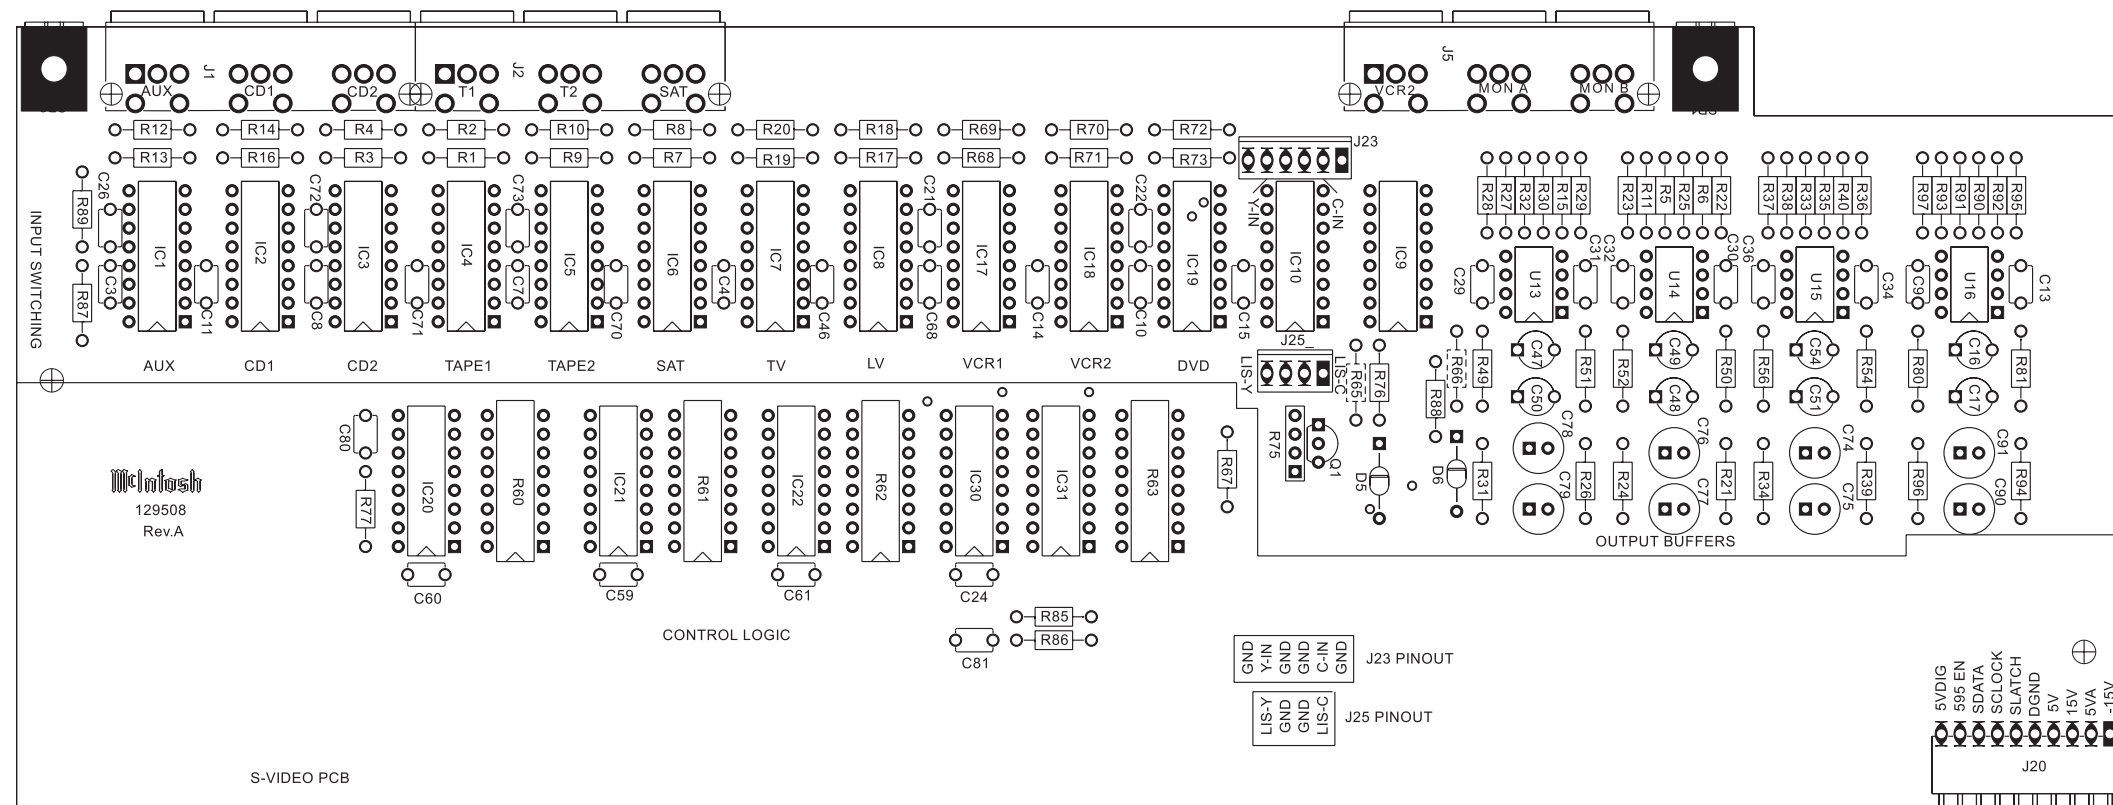 J1
J2
J5
AUX
CD1
CD2
T1
T2
SAT
VCR2
MON A
MON B
R12
R14
R4
R2
R10
R8
R20
R18
R69
R70
R72
R13
R16
R3
R1
R9
R7
R19
R17
R68
R71
R73
J23
Y-IN
C-IN
INPUT SWITCHING
R89
R87
C26
C3
IC1
C11
IC2
C72
C8
IC3
C71
IC4
C73
C7
IC5
C70
IC6
C4
IC7
C46
IC8
C21
C68
IC17
C14
IC18
C22
C10
IC19
C15
IC10
IC9
R28
R27
R32
R30
R15
R29
R23
R11
R5
R25
R6
R22
R37
R38
R33
R35
R40
R36
R97
R93
R91
R90
R92
R95
C29
U13
C31
C32
U14
C30
C36
U15
C34
C9
U16
C13
AUX
CD1
CD2
TAPE1
TAPE2
SAT
TV
LV
VCR1
VCR2
DVD
J25_
LIS-Y
LIS-C
R65
R76
R88
R66
R49
C47
C50
R51
R52
C49
C48
R50
R56
C54
C51
R54
R80
C16
C17
R81
C80
R77
IC20
R60
IC21
R61
IC22
R62
IC30
IC31
R63
R67
R75
Q1
D5
D6
R31
C78
C79
R26
R24
C76
C77
R21
R34
C74
C75
R39
R96
C91
C90
R94
McIntosh
129508
Rev.A
OUTPUT BUFFERS
C60
C59
C61
C24
R85
R86
C81
CONTROL LOGIC
GND
Y-IN
GND
GND
C-IN
GND
J23 PINOUT
LIS-Y
GND
GND
LIS-C
J25 PINOUT
5VDIG
595 EN
SDATA
SCLOCK
SLATCH
DGND
5V
15V
5VA
-15V
J20
S-VIDEO PCB